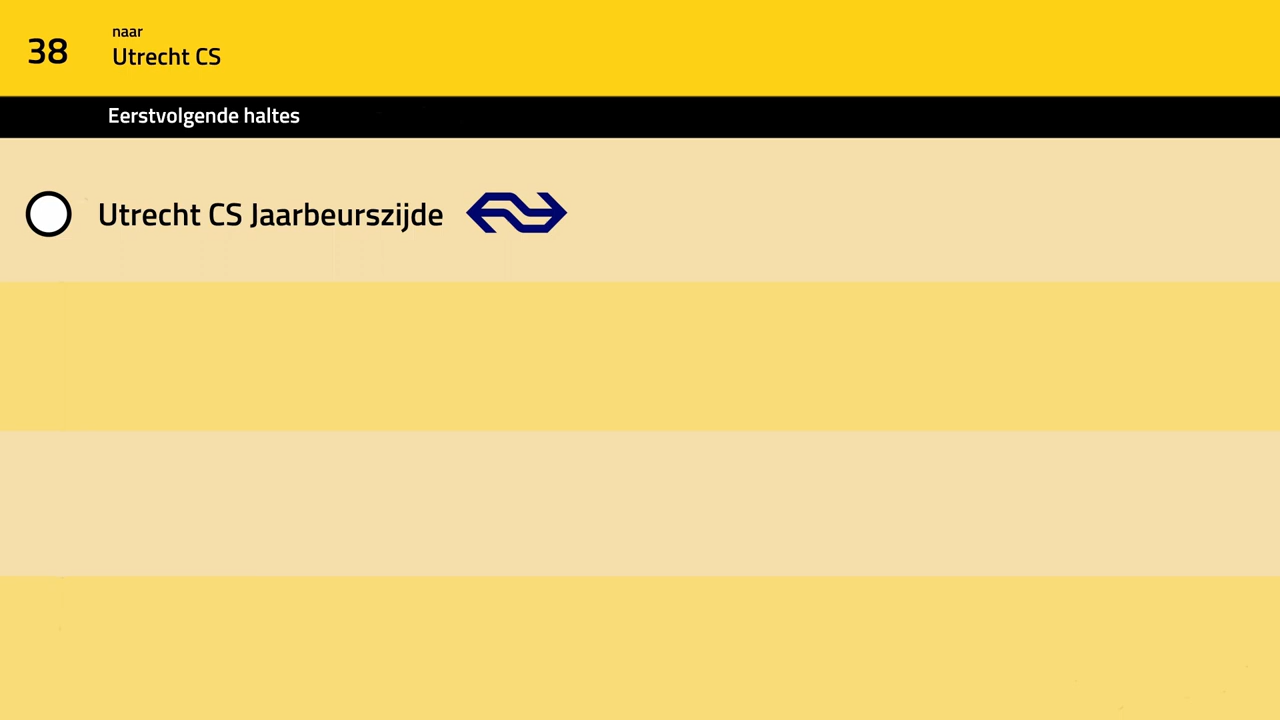 38
naar
Utrecht CS
Eerstvolgende haltes
Utrecht CS Jaarbeurszijde